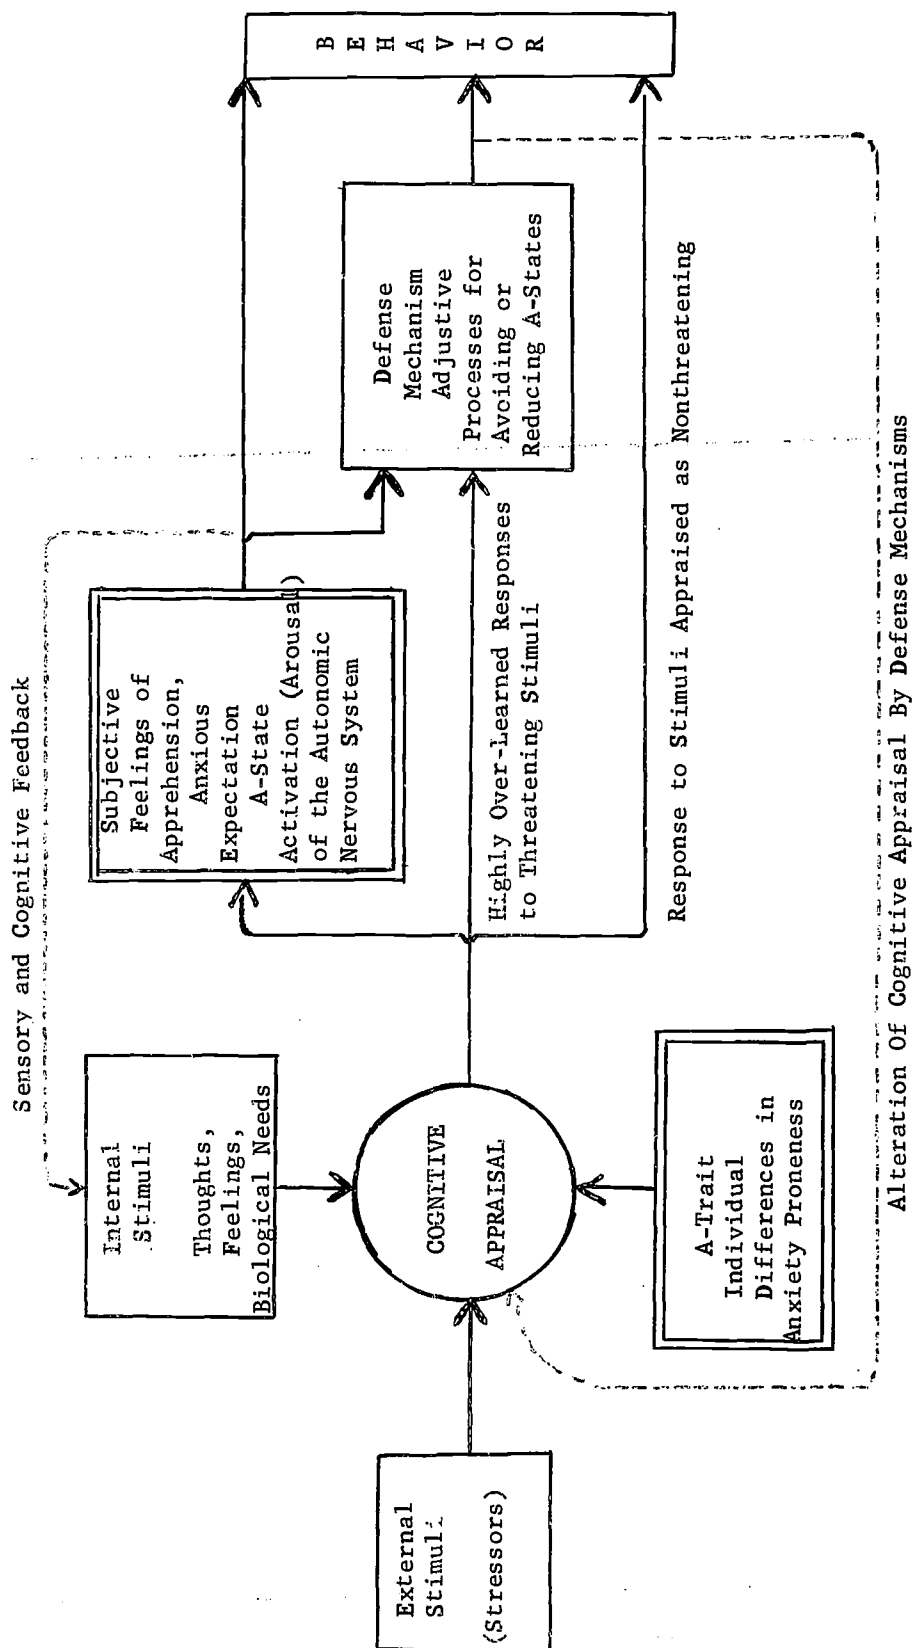 Sensory and Cognitive Feedback
Internal
Stimuli
Thoughts,
Feelings,
Biological Needs
Subjective
Feelings of
Apprehension,
Anxious
Expectation
A-State
Activation (Arousal)
of the Autonomic
Nervous System
External
Stimuli
(Stressors)
COGNITIVE
APPRAISAL
Highly Over-Learned Responses
to Threatening Stimuli
Defense
Mechanism
Adjustive
Processes for
Avoiding or
Reducing A-States
BEHAVIOR
Response to Stimuli Appraised as Nonthreatening
A-Trait
Individual
Differences in
Anxiety Proneness
Alteration Of Cognitive Appraisal By Defense Mechanisms